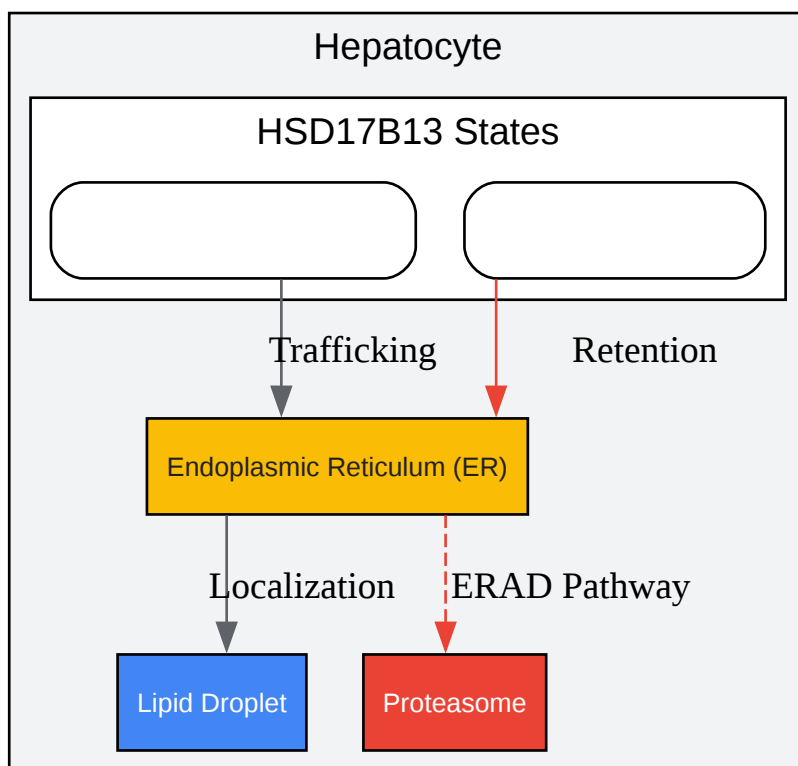 Hepatocyte
HSD17B13 States
Trafficking
Retention
Endoplasmic Reticulum (ER)
Localization
ERAD Pathway
Lipid Droplet
Proteasome